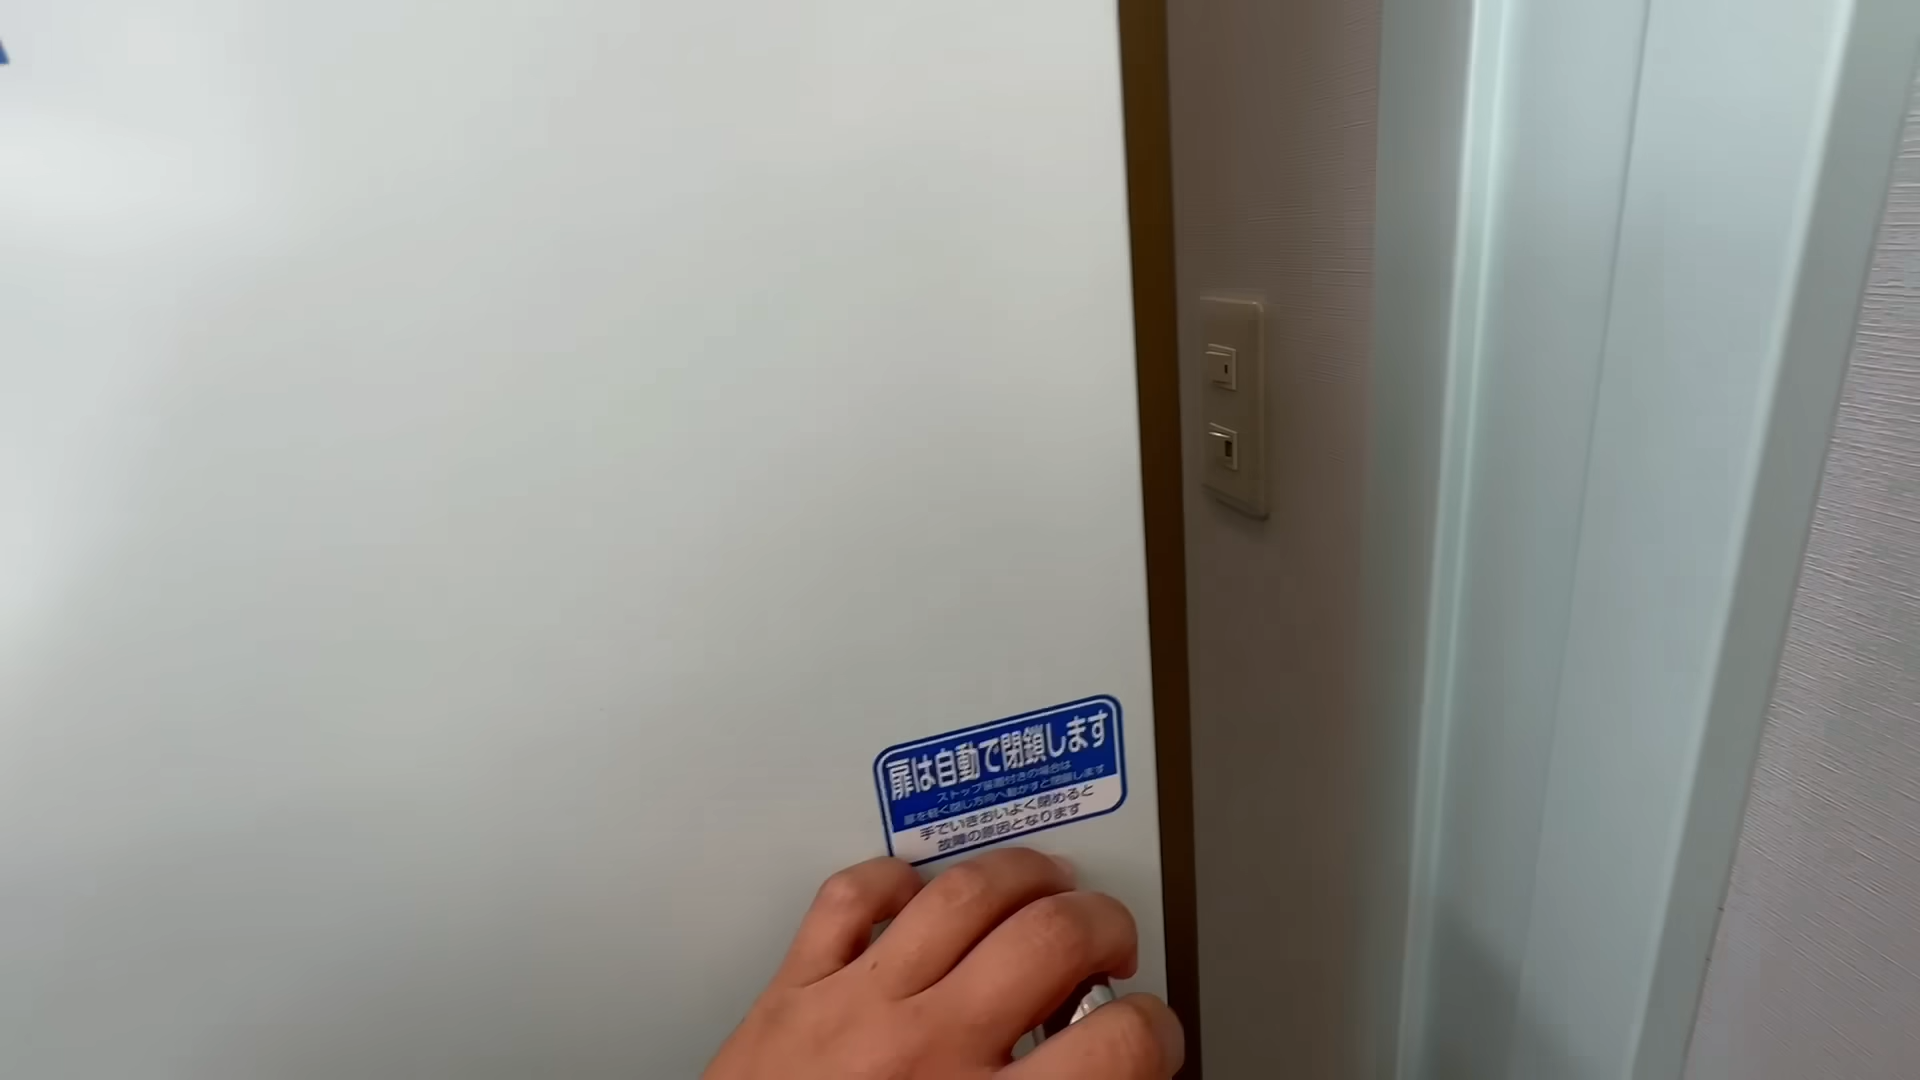 扉は自動で閉鎖します
ストップ装置付きの場合は
扉を軽く閉じ方向へ動かすと閉鎖します
手でいきおいよく閉めると
故障の原因となります